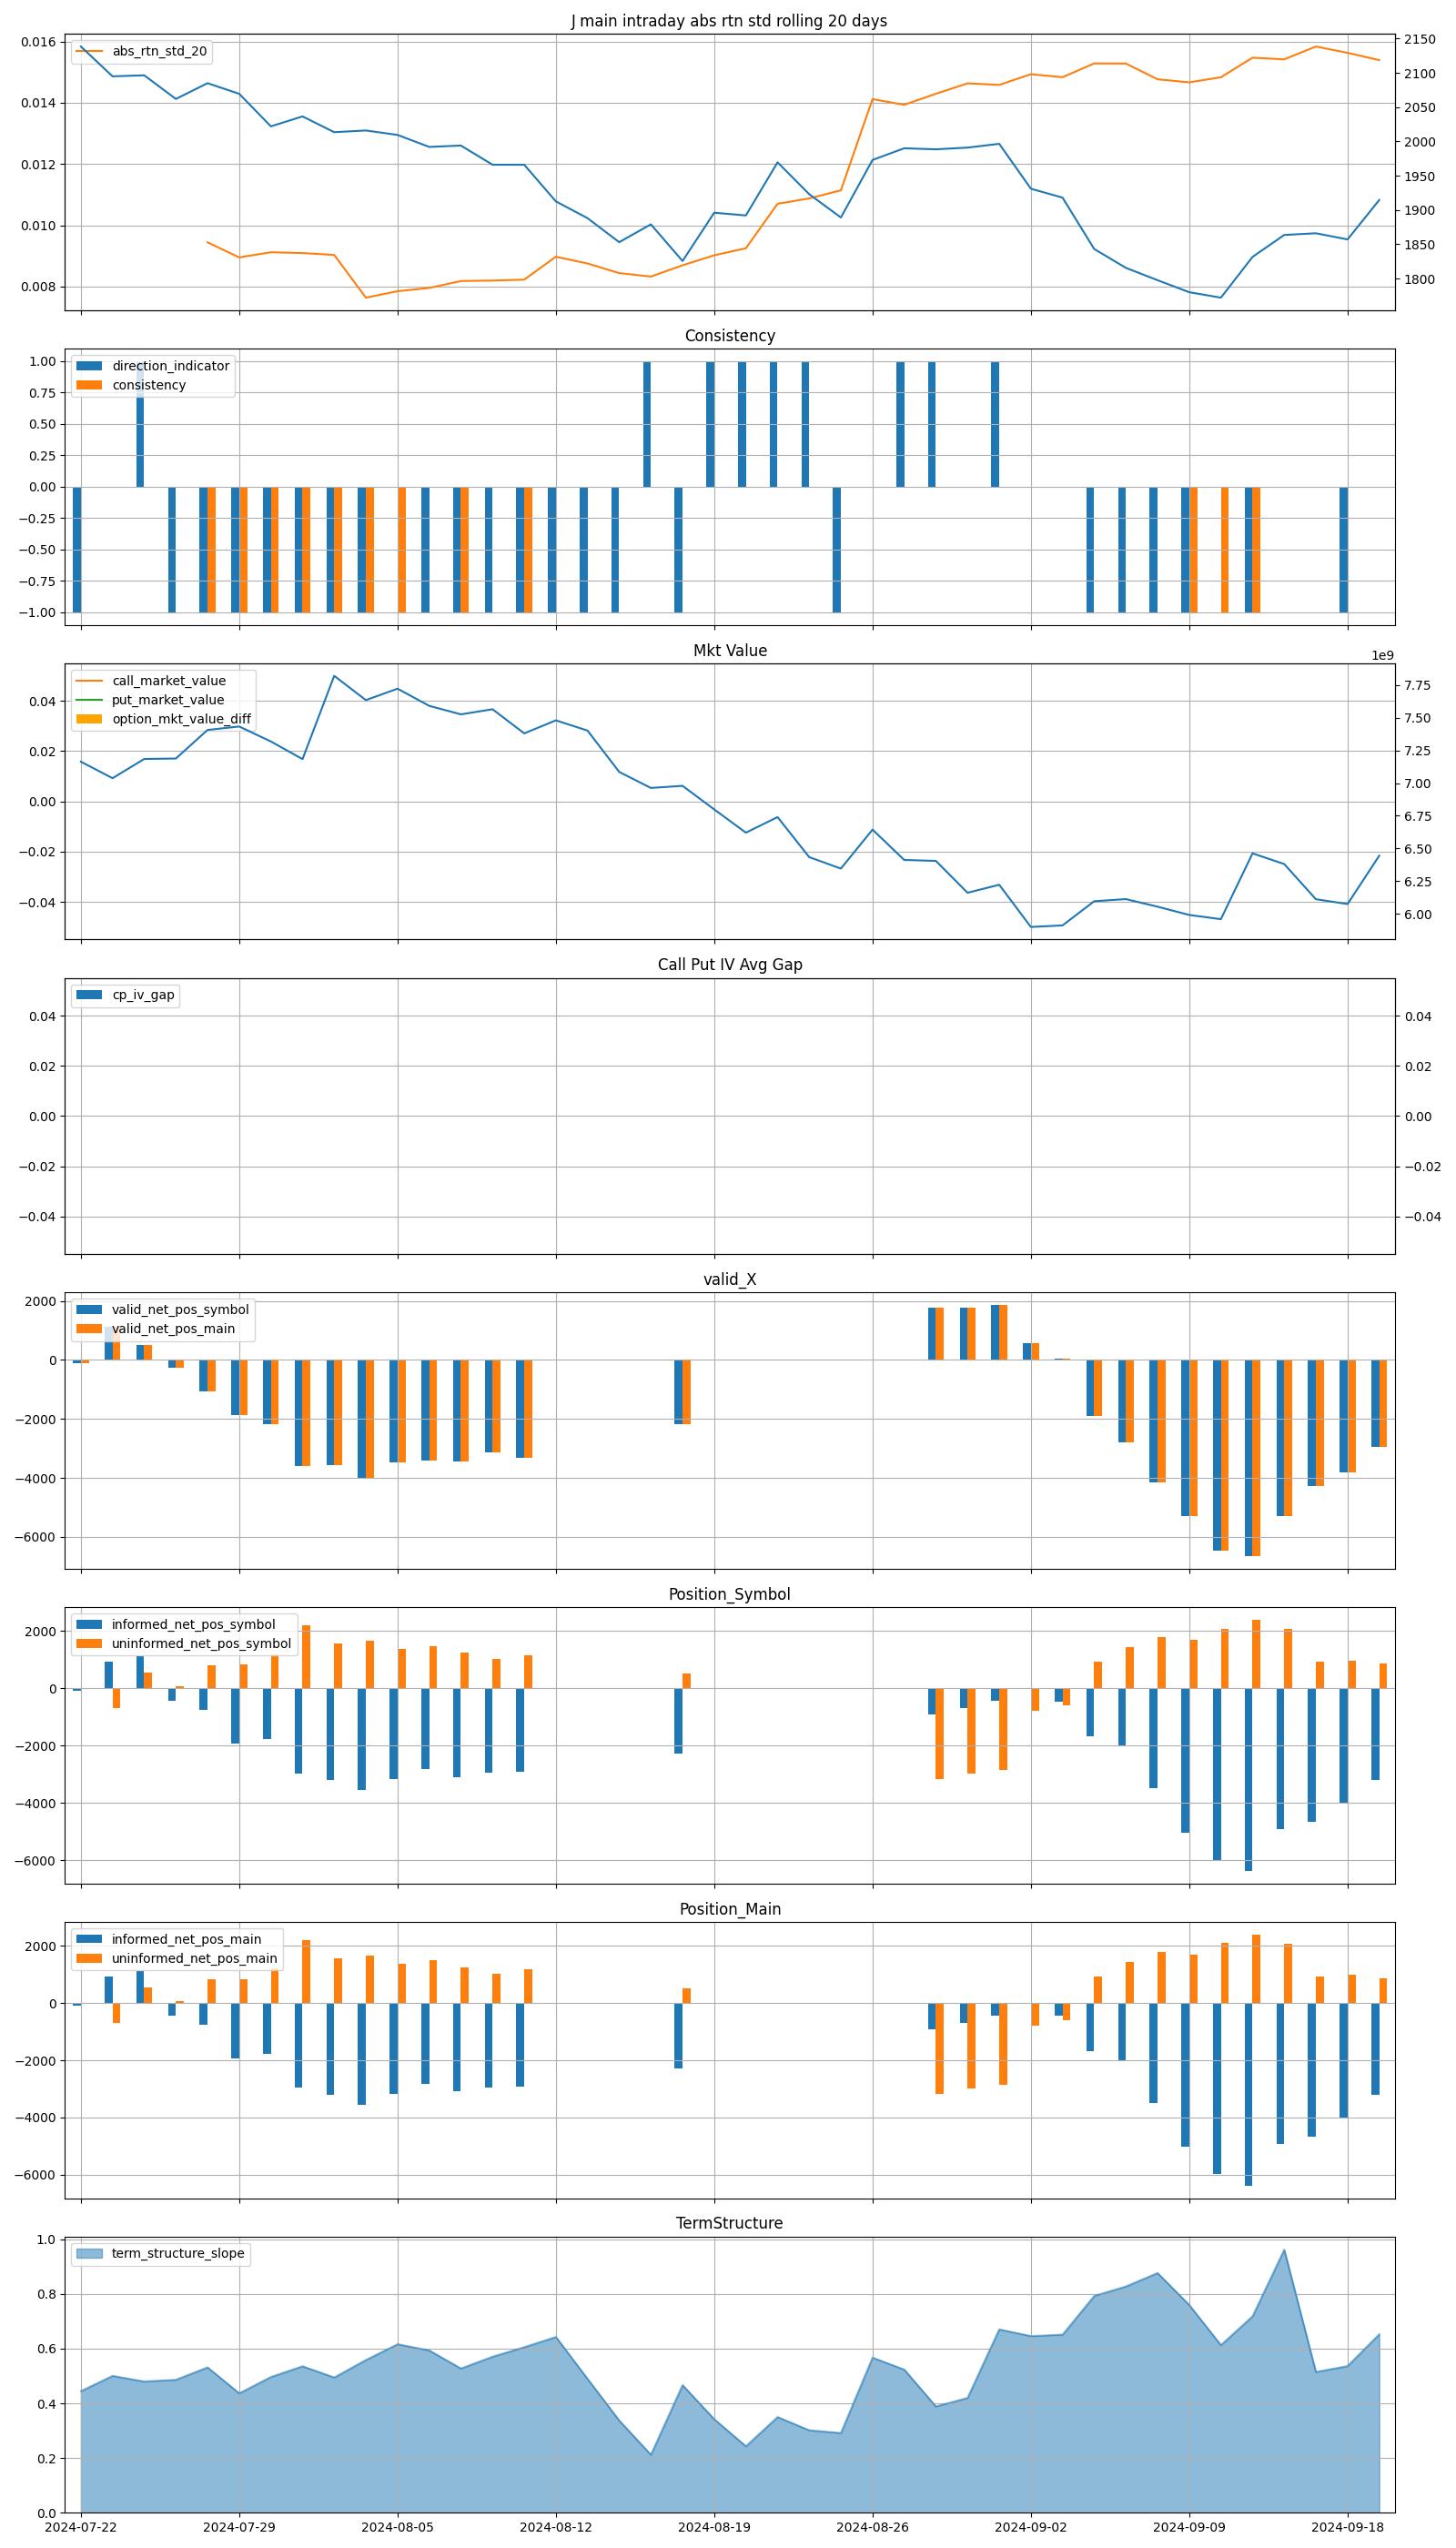 J main intraday abs rtn std rolling 20 days
abs_rtn_std_20
0.016
0.014
0.012
0.010
0.008
2150
2100
2050
2000
1950
1900
1850
1800
Consistency
direction_indicator
consistency
1.00
0.75
0.50
0.25
0.00
−0.25
−0.50
−0.75
−1.00
Mkt Value
1e9
call_market_value
put_market_value
option_mkt_value_diff
0.04
0.02
0.00
−0.02
−0.04
7.75
7.50
7.25
7.00
6.75
6.50
6.25
6.00
Call Put IV Avg Gap
cp_iv_gap
0.04
0.02
0.00
−0.02
−0.04
0.04
0.02
0.00
−0.02
−0.04
valid_X
valid_net_pos_symbol
valid_net_pos_main
2000
0
−2000
−4000
−6000
Position_Symbol
informed_net_pos_symbol
uninformed_net_pos_symbol
2000
0
−2000
−4000
−6000
Position_Main
informed_net_pos_main
uninformed_net_pos_main
2000
0
−2000
−4000
−6000
TermStructure
term_structure_slope
1.0
0.8
0.6
0.4
0.2
0.0
2024-07-22 2024-07-29 2024-08-05 2024-08-12 2024-08-19 2024-08-26 2024-09-02 2024-09-09 2024-09-18